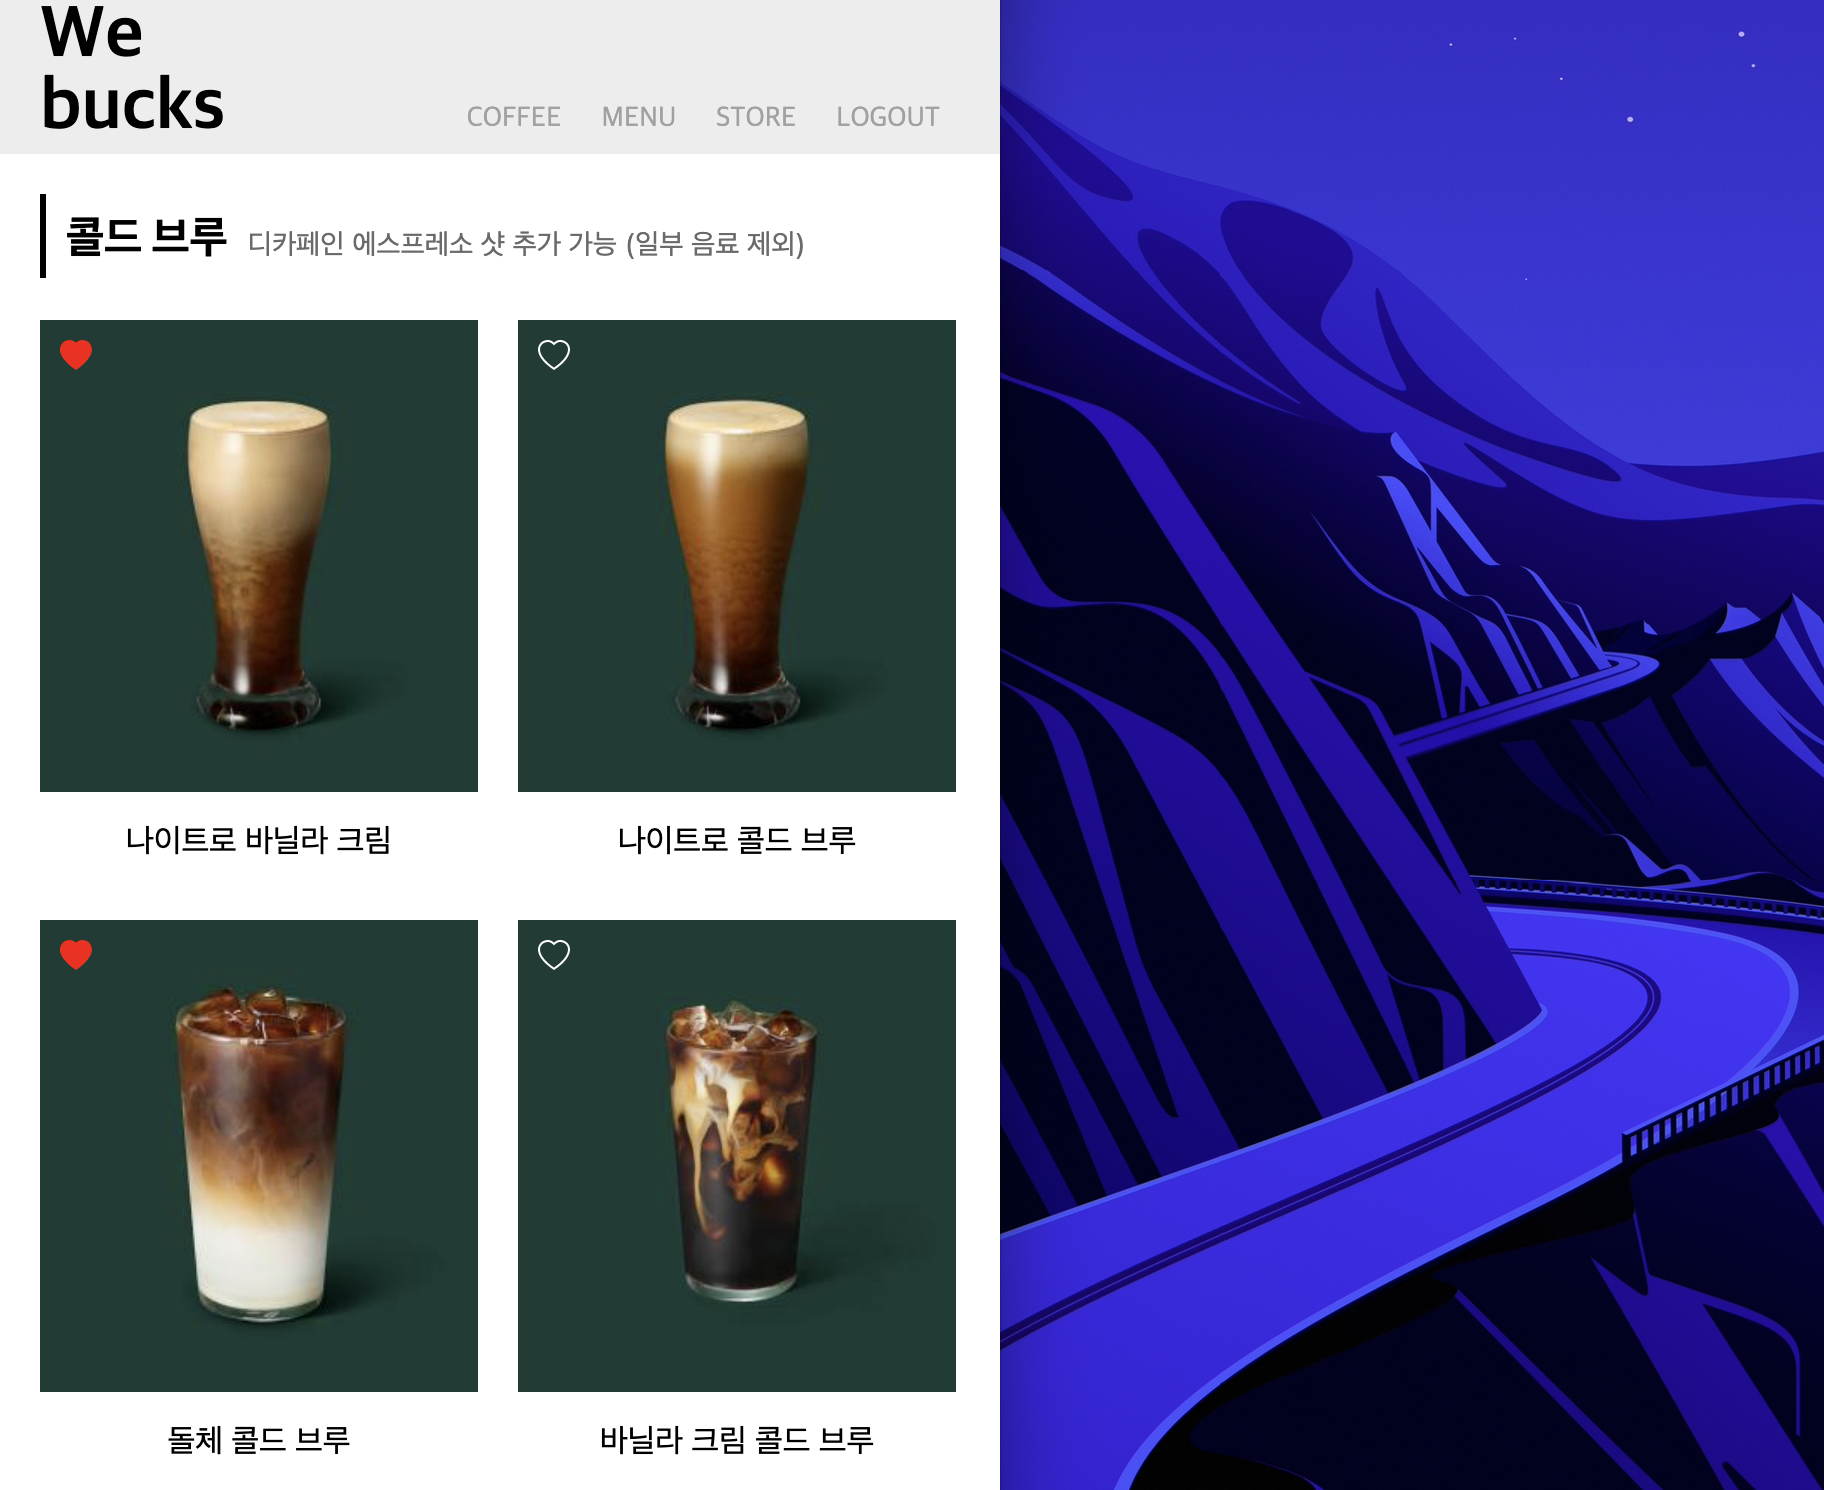 We
bucks
COFFEE MENU STORE LOGOUT
콜드 브루 디카페인 에스프레소 샷 추가 가능 (일부 음료 제외)
나이트로 바닐라 크림 나이트로 콜드 브루
돌체 콜드 브루 바닐라 크림 콜드 브루